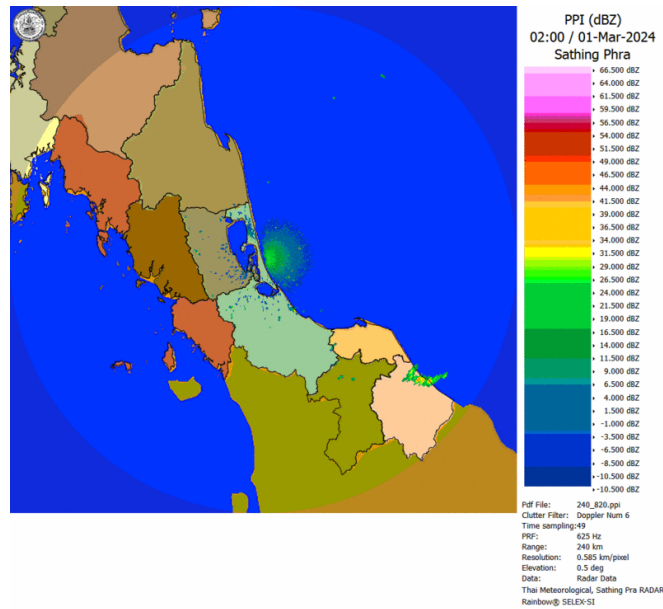 PPI (dBZ)
02:00 / 01-Mar-2024
Sathing Phra
66.500 dBZ
64.000 dBZ
61.500 dBZ
59.000 dBZ
56.500 dBZ
54.000 dBZ
51.500 dBZ
49.000 dBZ
46.500 dBZ
44.000 dBZ
41.500 dBZ
39.000 dBZ
36.500 dBZ
34.000 dBZ
31.500 dBZ
29.000 dBZ
26.500 dBZ
24.000 dBZ
21.500 dBZ
19.000 dBZ
16.500 dBZ
14.000 dBZ
11.500 dBZ
9.000 dBZ
6.500 dBZ
4.000 dBZ
1.500 dBZ
-1.000 dBZ
-3.500 dBZ
-6.500 dBZ
-8.500 dBZ
-10.500 dBZ
-10.500 dBZ
Pdf File: 240_820.ppi
Clutter Filter: Doppler Num 6
Time sampling:49
PRF: 625 Hz
Range: 240 km
Resolution: 0.585 km/pixel
Elevation: 0.5 deg
Data: Radar Data
Thai Meteorological, Sathing Pra RADAR
Rainbow® SELEX-SI